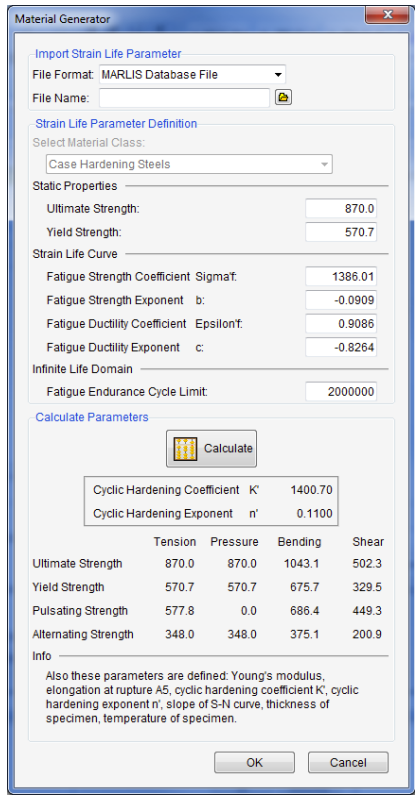 Material Generator
Import Strain Life Parameter
File Format: MARLIS Database File
File Name:
Strain Life Parameter Definition
Select Material Class:
Case Hardening Steels
Static Properties
Ultimate Strength: 870.0
Yield Strength: 570.7
Strain Life Curve
Fatigue Strength Coefficient Sigma'f: 1386.01
Fatigue Strength Exponent b: -0.0909
Fatigue Ductility Coefficient Epsilon'f: 0.9086
Fatigue Ductility Exponent c: -0.8264
Infinite Life Domain
Fatigue Endurance Cycle Limit: 2000000
Calculate Parameters
Calculate
Cyclic Hardening Coefficient K' 1400.70
Cyclic Hardening Exponent n' 0.1100
Tension Pressure Bending Shear
Ultimate Strength 870.0 870.0 1043.1 502.3
Yield Strength 570.7 570.7 675.7 329.5
Pulsating Strength 577.8 0.0 686.4 449.3
Alternating Strength 348.0 348.0 375.1 200.9
Info
Also these parameters are defined: Young's modulus,
elongation at rupture A5, cyclic hardening coefficient K', cyclic
hardening exponent n', slope of S-N curve, thickness of
specimen, temperature of specimen.
OK Cancel